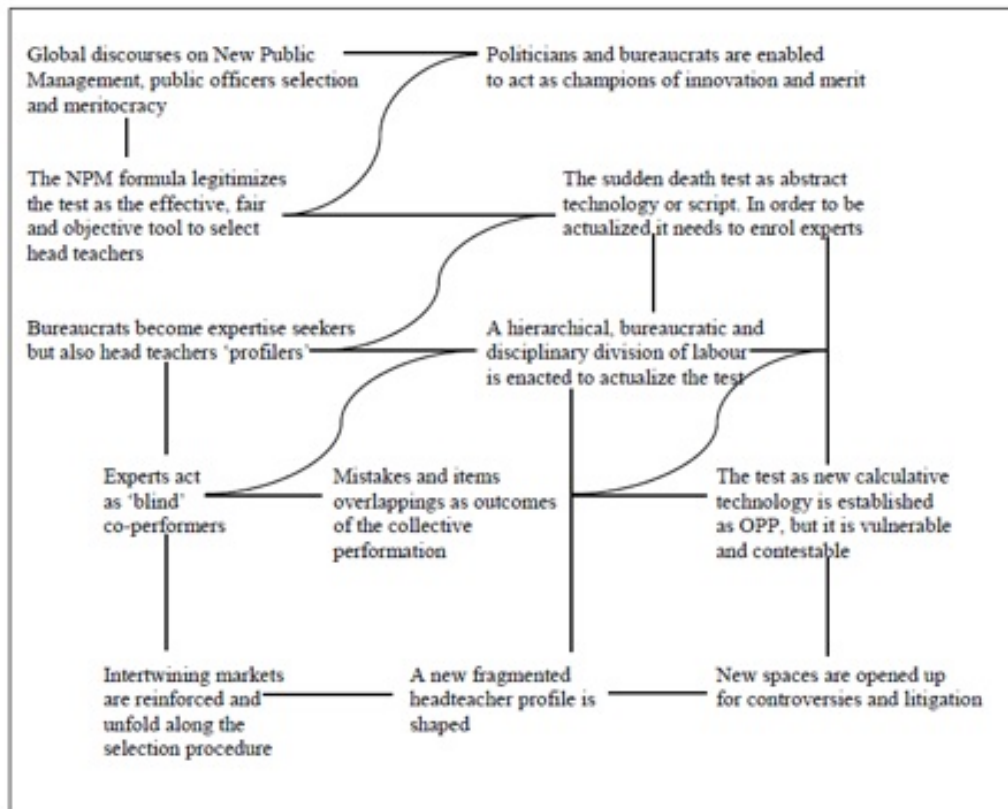 Global discourses on New Public
Management, public officers selection
and meritocracy
Politicians and bureaucrats are enabled
to act as champions of innovation and merit
The NPM formula legitimizes
the test as the effective, fair
and objective tool to select
head teachers
The sudden death test as abstract
technology or script. In order to be
actualized it needs to enrol experts
Bureaucrats become expertise seekers
but also head teachers ‘profilers’
A hierarchical, bureaucratic and
disciplinary division of labour
is enacted to actualize the test
Experts act
as ‘blind’
co-performers
Mistakes and items
overlappings as outcomes
of the collective
performation
The test as new calculative
technology is established
as OPP, but it is vulnerable
and contestable
Intertwining markets
are reinforced and
unfold along the
selection procedure
A new fragmented
headteacher profile is
shaped
New spaces are opened up
for controversies and litigation